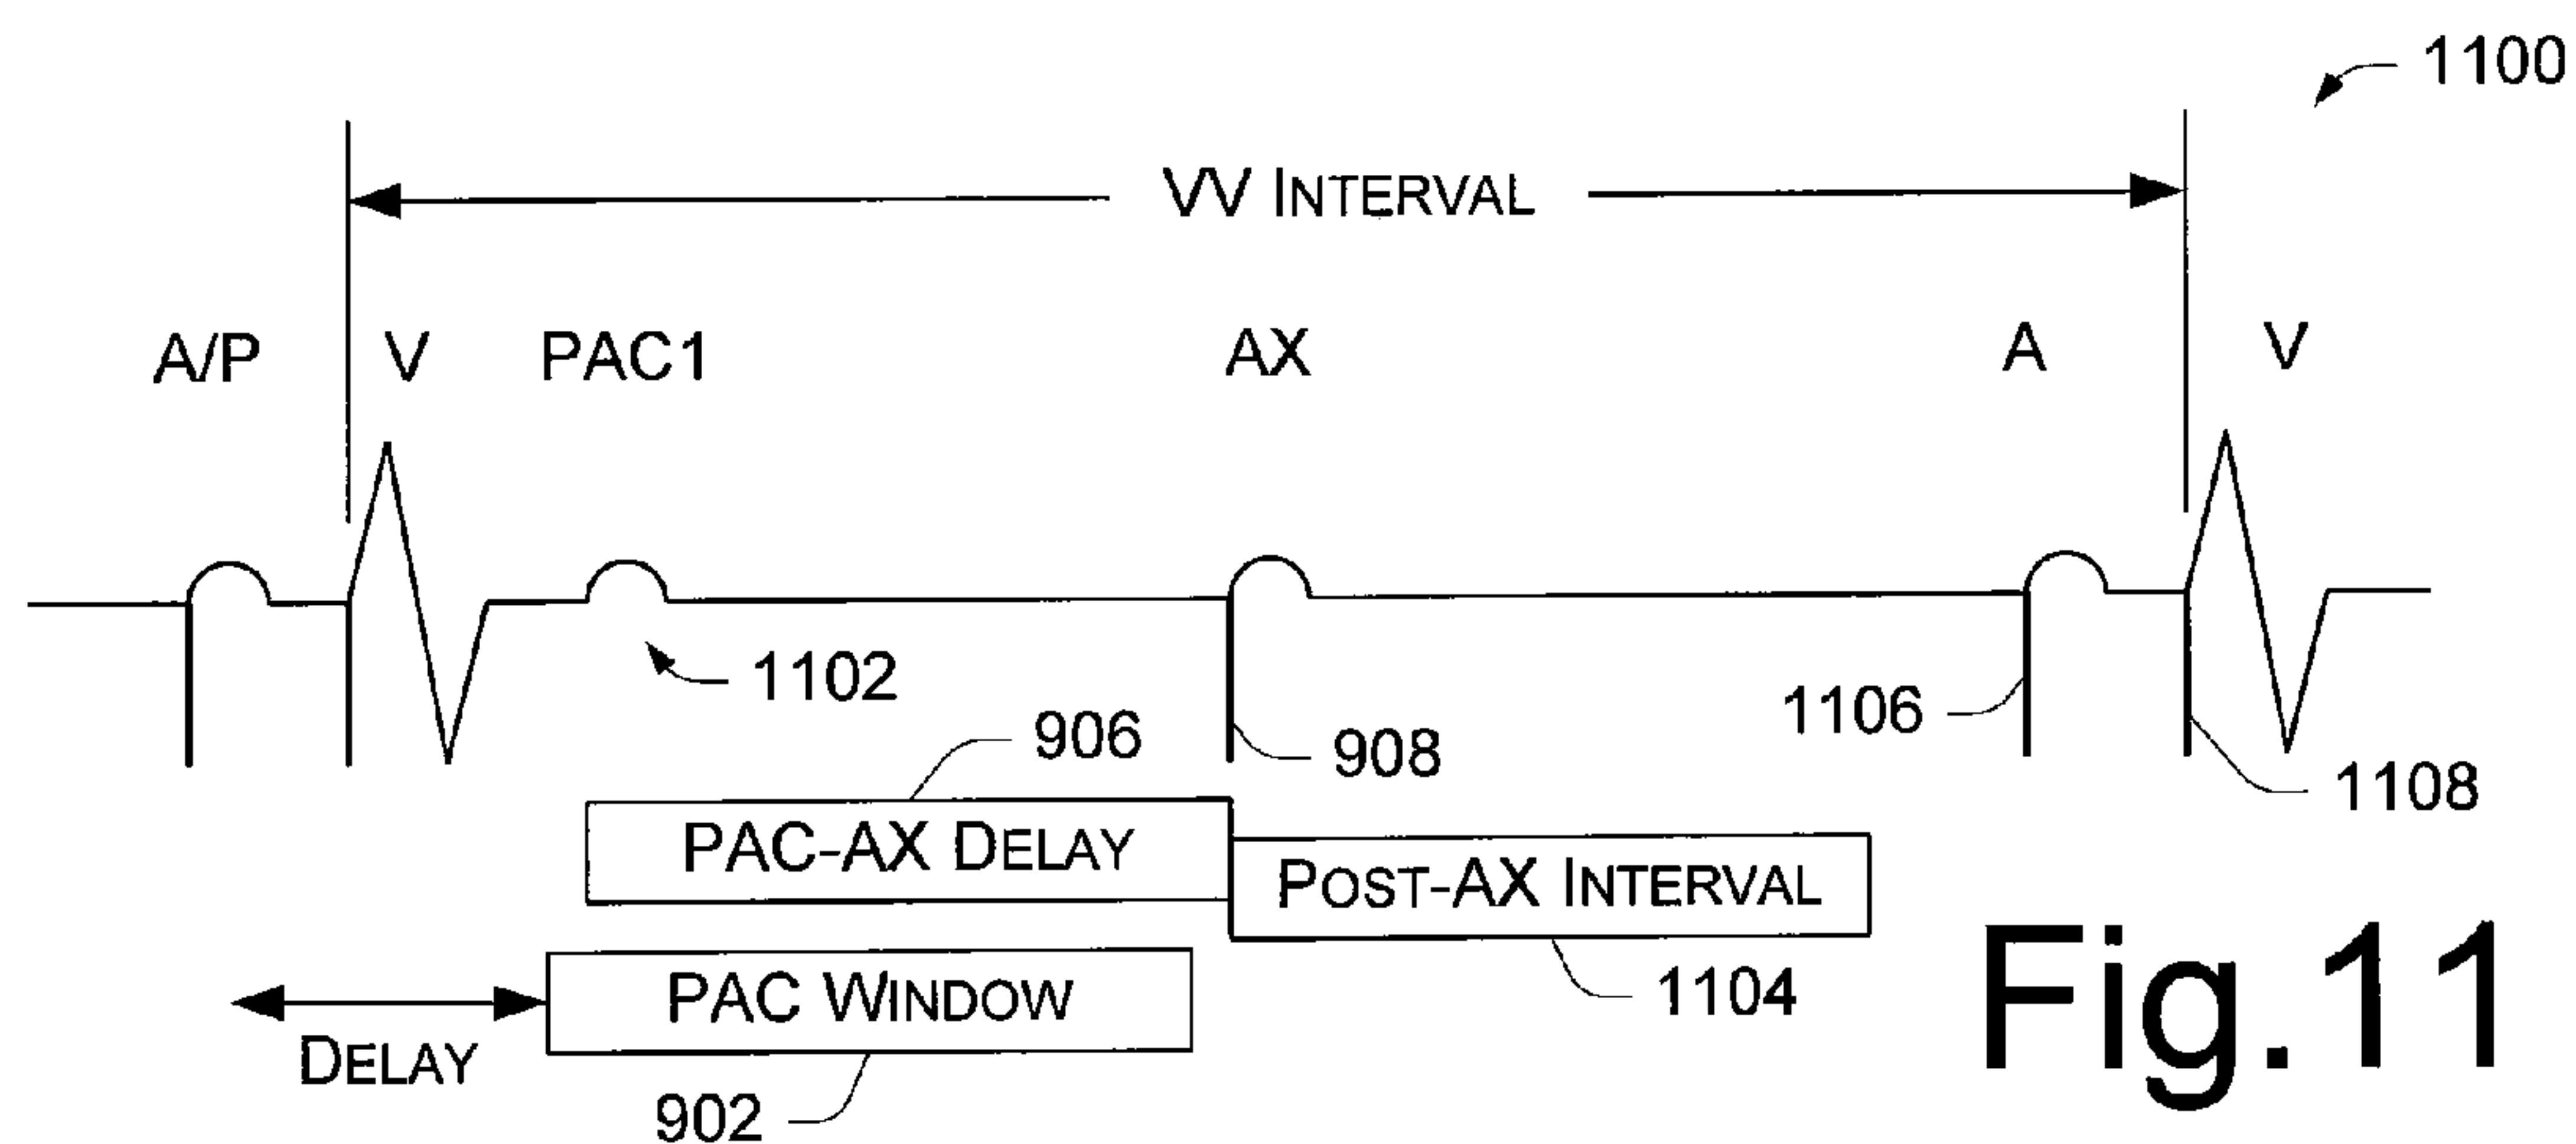 1100
VV INTERVAL
A/P V PAC1 AX A V
1102
906
908
1106
1108
PAC-AX DELAY
POST-AX INTERVAL
PAC WINDOW
1104
DELAY
902
Fig.11